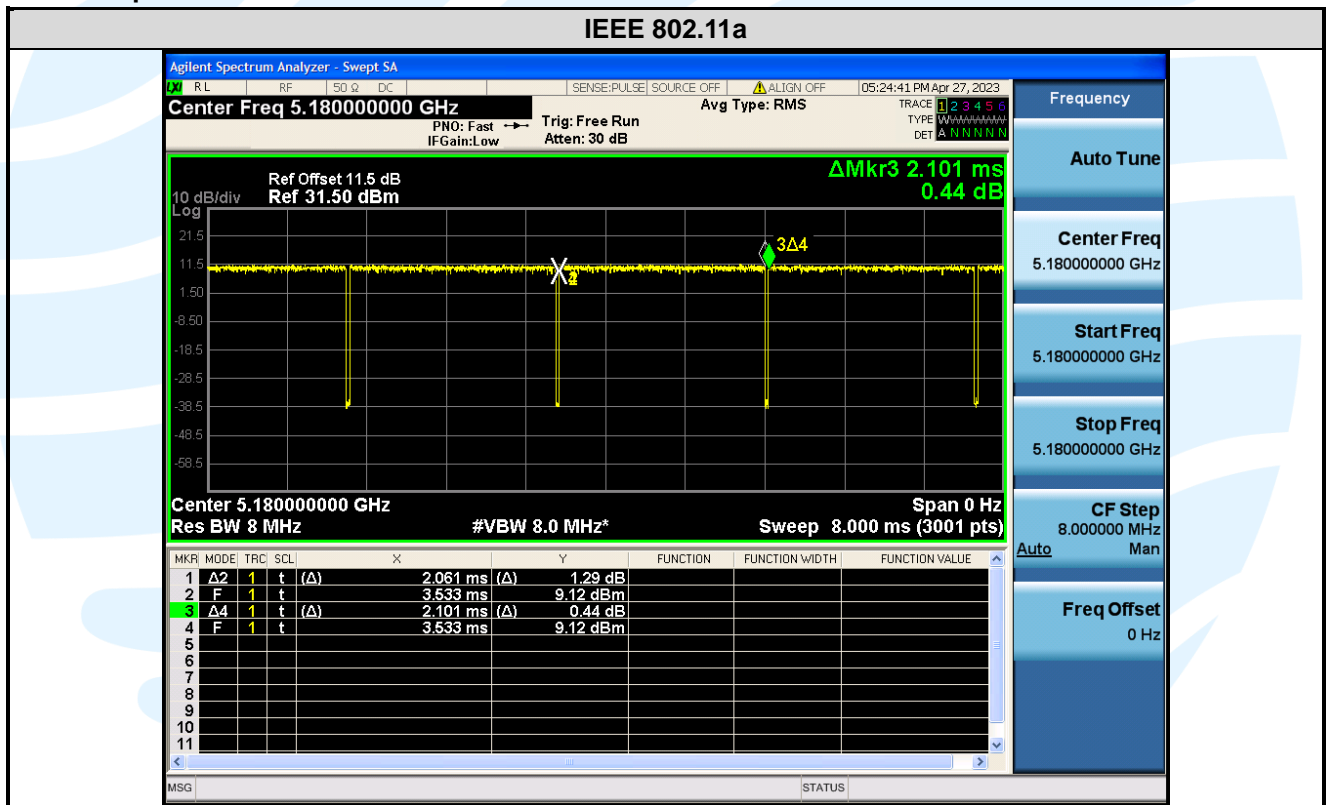 IEEE 802.11a
Agilent Spectrum Analyzer - Swept SA
LXI RL RF 50 Ω DC SENSE:PULSE SOURCE OFF ALIGN OFF 05:24:41 PM Apr 27, 2023
Center Freq 5.180000000 GHz Avg Type: RMS TRACE 1 2 3 4 5 6
PNO: Fast Trig: Free Run TYPE WWWWWW
IFGain:Low Atten: 30 dB DET A N N N N N
ΔMkr3 2.101 ms
0.44 dB
Ref Offset 11.5 dB
10 dB/div Ref 31.50 dBm
Log
21.5
11.5
1.50
-8.50
-18.5
-28.5
-38.5
-48.5
-58.5
3Δ4
Center 5.180000000 GHz Span 0 Hz
Res BW 8 MHz #VBW 8.0 MHz* Sweep 8.000 ms (3001 pts)
MKR MODE TRC SCL X Y FUNCTION FUNCTION WIDTH FUNCTION VALUE
1 Δ2 1 t (Δ) 2.061 ms (Δ) 1.29 dB
2 F 1 t 3.533 ms 9.12 dBm
3 Δ4 1 t (Δ) 2.101 ms (Δ) 0.44 dB
4 F 1 t 3.533 ms 9.12 dBm
5
6
7
8
9
10
11
MSG STATUS
Frequency
Auto Tune
Center Freq
5.180000000 GHz
Start Freq
5.180000000 GHz
Stop Freq
5.180000000 GHz
CF Step
8.000000 MHz
Auto Man
Freq Offset
0 Hz